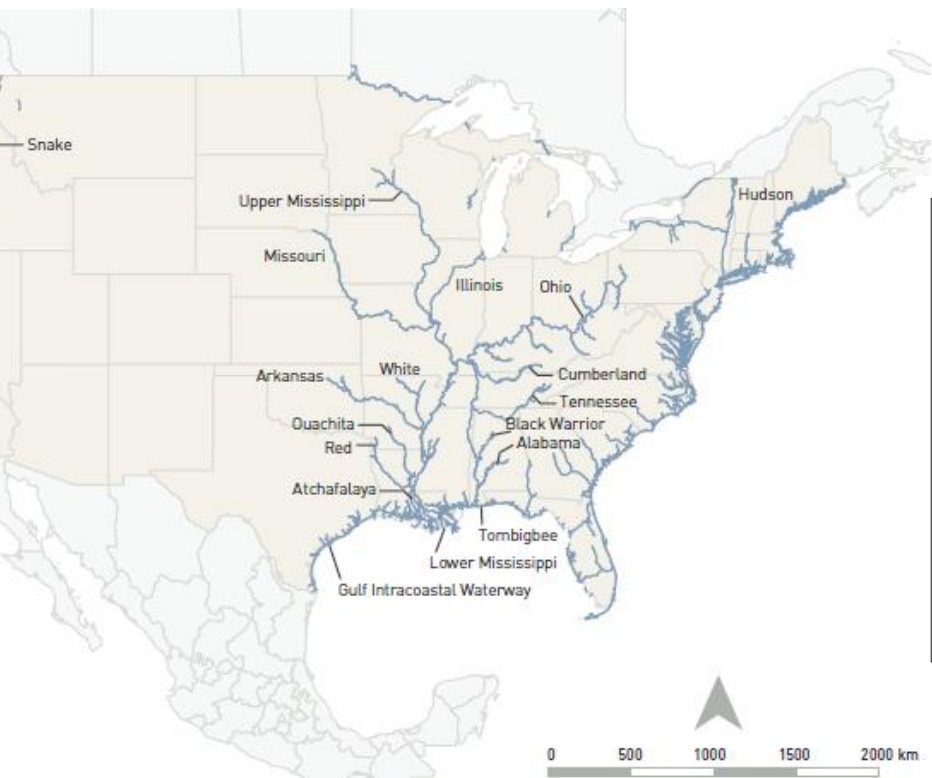 Snake
Hudson
Upper Mississippi
Missouri
Illinois
Ohio
White
Arkansas
Cumberland
Tennessee
Ouachita
Black Warrior
Red
Alabama
Atchafalaya
Tombigbee
Lower Mississippi
Gulf Intracoastal Waterway
0 500 1000 1500 2000 km